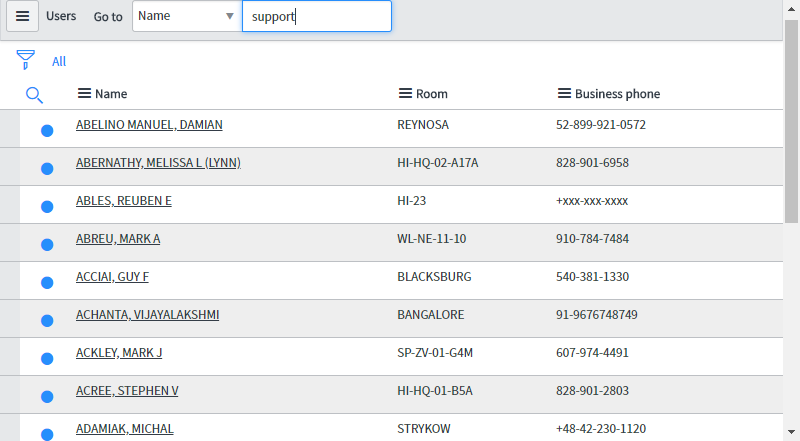 Users Go to Name support
All
Name Room Business phone
ABELINO MANUEL, DAMIAN REYNOSA 52-899-921-0572
ABERNATHY, MELISSA L (LYNN) HI-HQ-02-A17A 828-901-6958
ABLES, REUBEN E HI-23 +xxx-xxx-xxxx
ABREU, MARK A WL-NE-11-10 910-784-7484
ACCIAI, GUY F BLACKSBURG 540-381-1330
ACHANTA, VIJAYALAKSHMI BANGALORE 91-9676748749
ACKLEY, MARK J SP-ZV-01-G4M 607-974-4491
ACREE, STEPHEN V HI-HQ-01-B5A 828-901-2803
ADAMIAK, MICHAL STRYKOW +48-42-230-1120